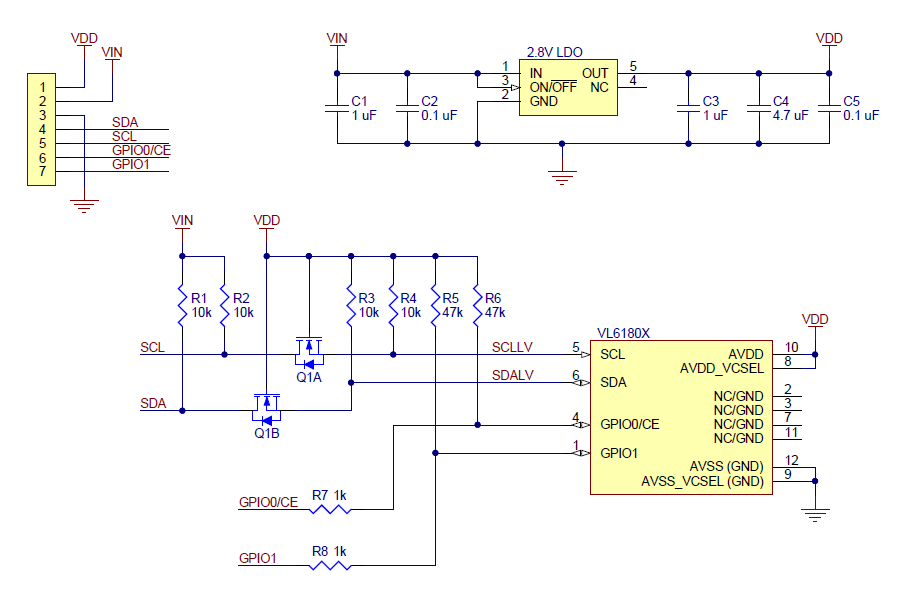 VDD
VIN
1
2
3
4 SDA
5 SCL
6 GPIO0/CE
7 GPIO1
VIN
2.8V LDO
VDD
1 IN OUT 5
3 ON/OFF NC 4
2 GND
C1
1 uF
C2
0.1 uF
C3
1 uF
C4
4.7 uF
C5
0.1 uF
VIN
VDD
R1
10k
R2
10k
R3
10k
R4
10k
R5
47k
R6
47k
SCL
Q1A
SDA
Q1B
SCLLV
SDALV
VL6180X
VDD
5 SCL AVDD 10
AVDD_VCSEL 8
6 SDA
NC/GND 2
NC/GND 3
4 GPIO0/CE NC/GND 7
NC/GND 11
1 GPIO1
AVSS (GND) 12
AVSS_VCSEL (GND) 9
GPIO0/CE R7 1k
GPIO1 R8 1k